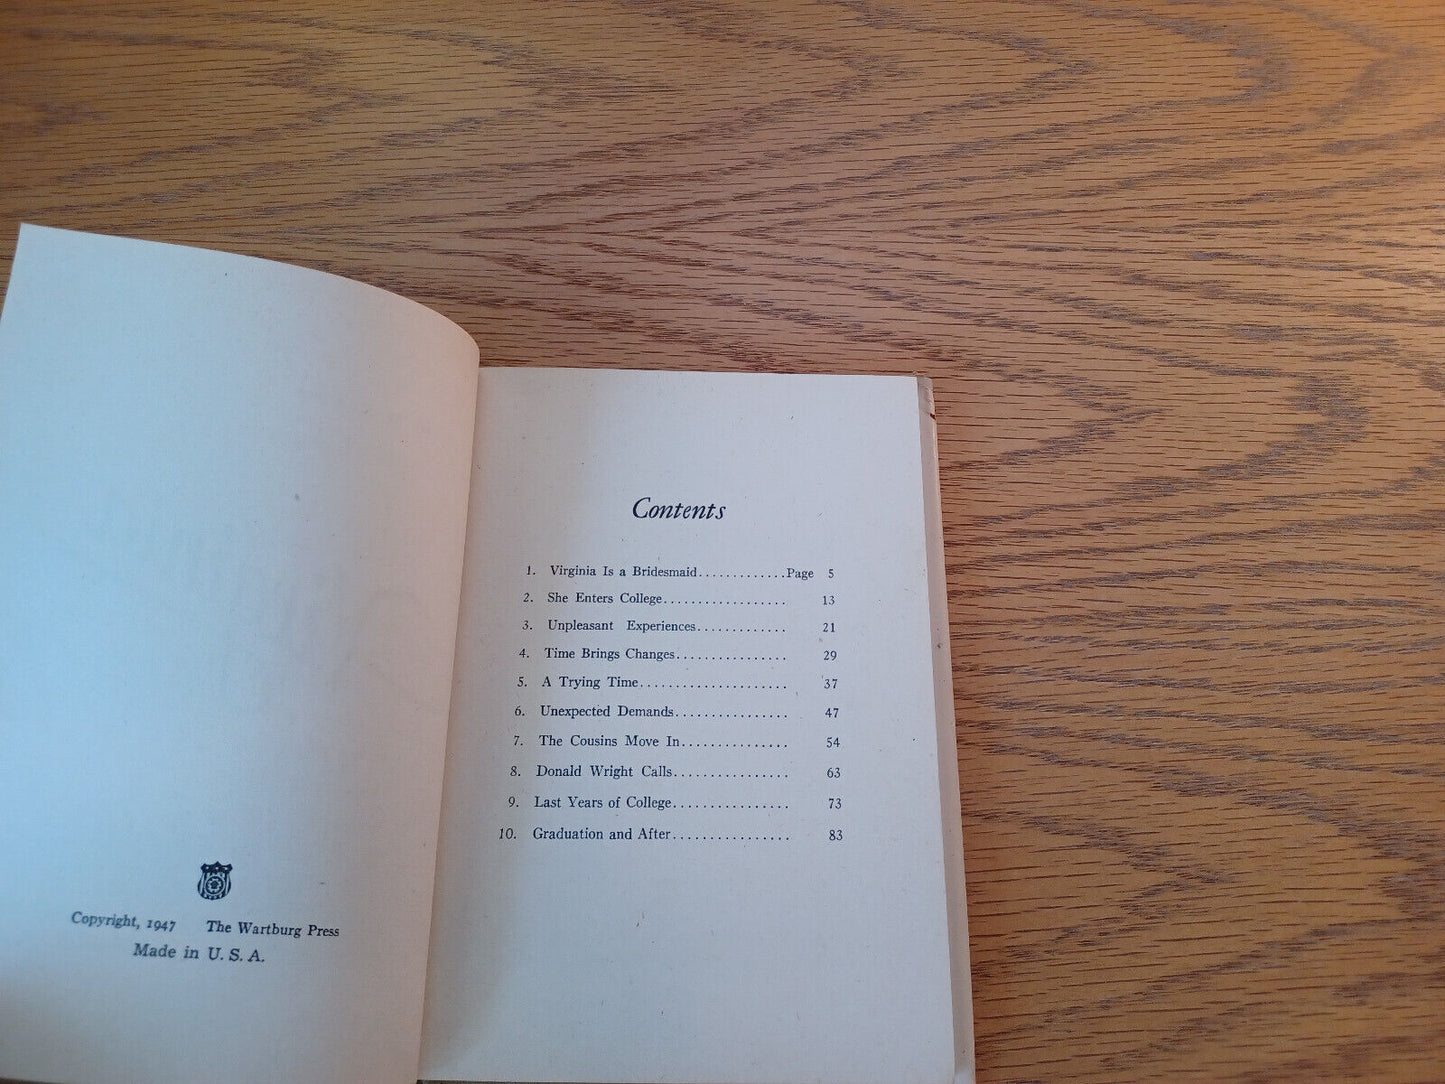 Copyright, 1947 The Wartburg Press
Made in U. S. A.
Contents
1. Virginia Is a Bridesmaid.............Page 5
2. She Enters College.................. 13
3. Unpleasant Experiences............. 21
4. Time Brings Changes................ 29
5. A Trying Time..................... 37
6. Unexpected Demands................ 47
7. The Cousins Move In............... 54
8. Donald Wright Calls................ 63
9. Last Years of College................ 73
10. Graduation and After................ 83